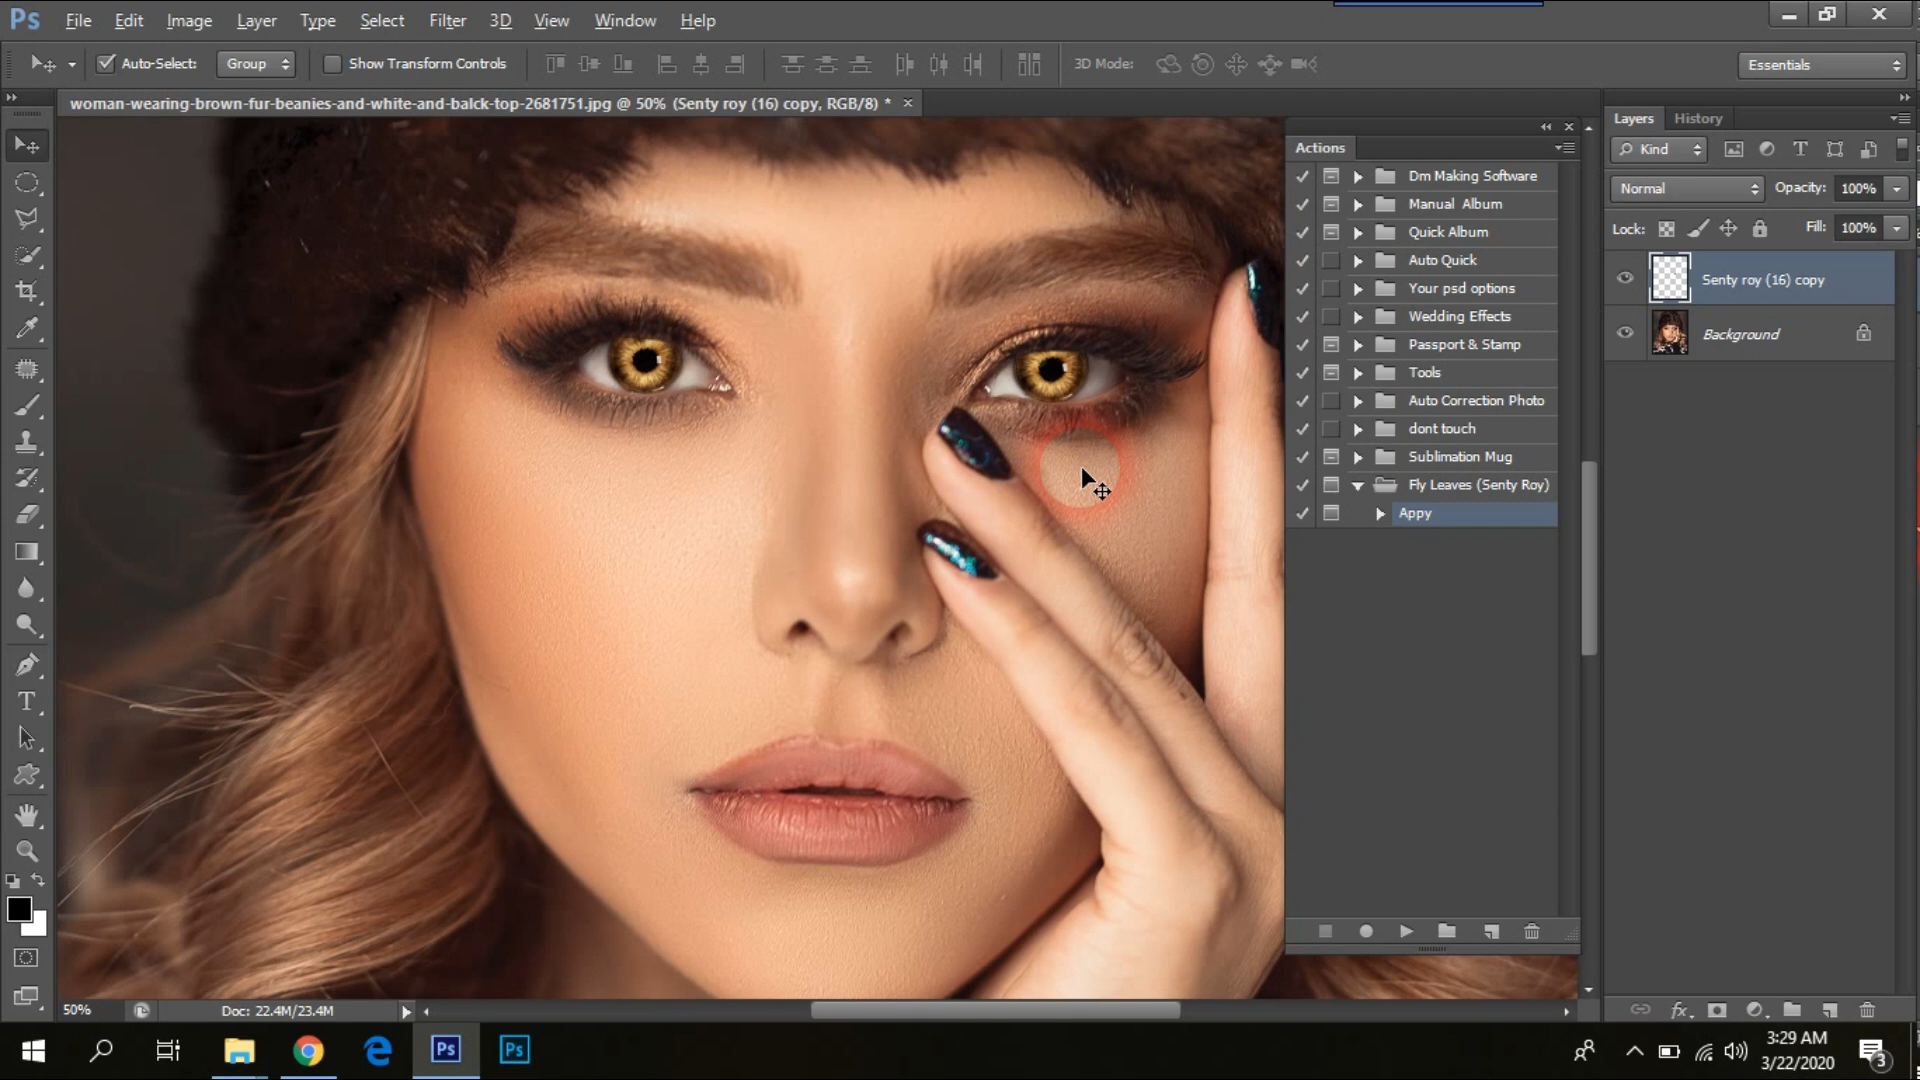 Ps File Edit Image Layer Type Select Filter 3D View Window Help
Auto-Select: Group Show Transform Controls 3D Mode: Essentials
woman-wearing-brown-fur-beanies-and-white-and-balck-top-2681751.jpg @ 50% (Senty roy (16) copy, RGB/8) *
Actions
Dm Making Software
Manual Album
Quick Album
Auto Quick
Your psd options
Wedding Effects
Passport & Stamp
Tools
Auto Correction Photo
dont touch
Sublimation Mug
Fly Leaves (Senty Roy)
Appy
Layers History
Kind
Normal Opacity: 100%
Lock: Fill: 100%
Senty roy (16) copy
Background
50% Doc: 22.4M/23.4M
Ps Ps
3:29 AM
3/22/2020
3